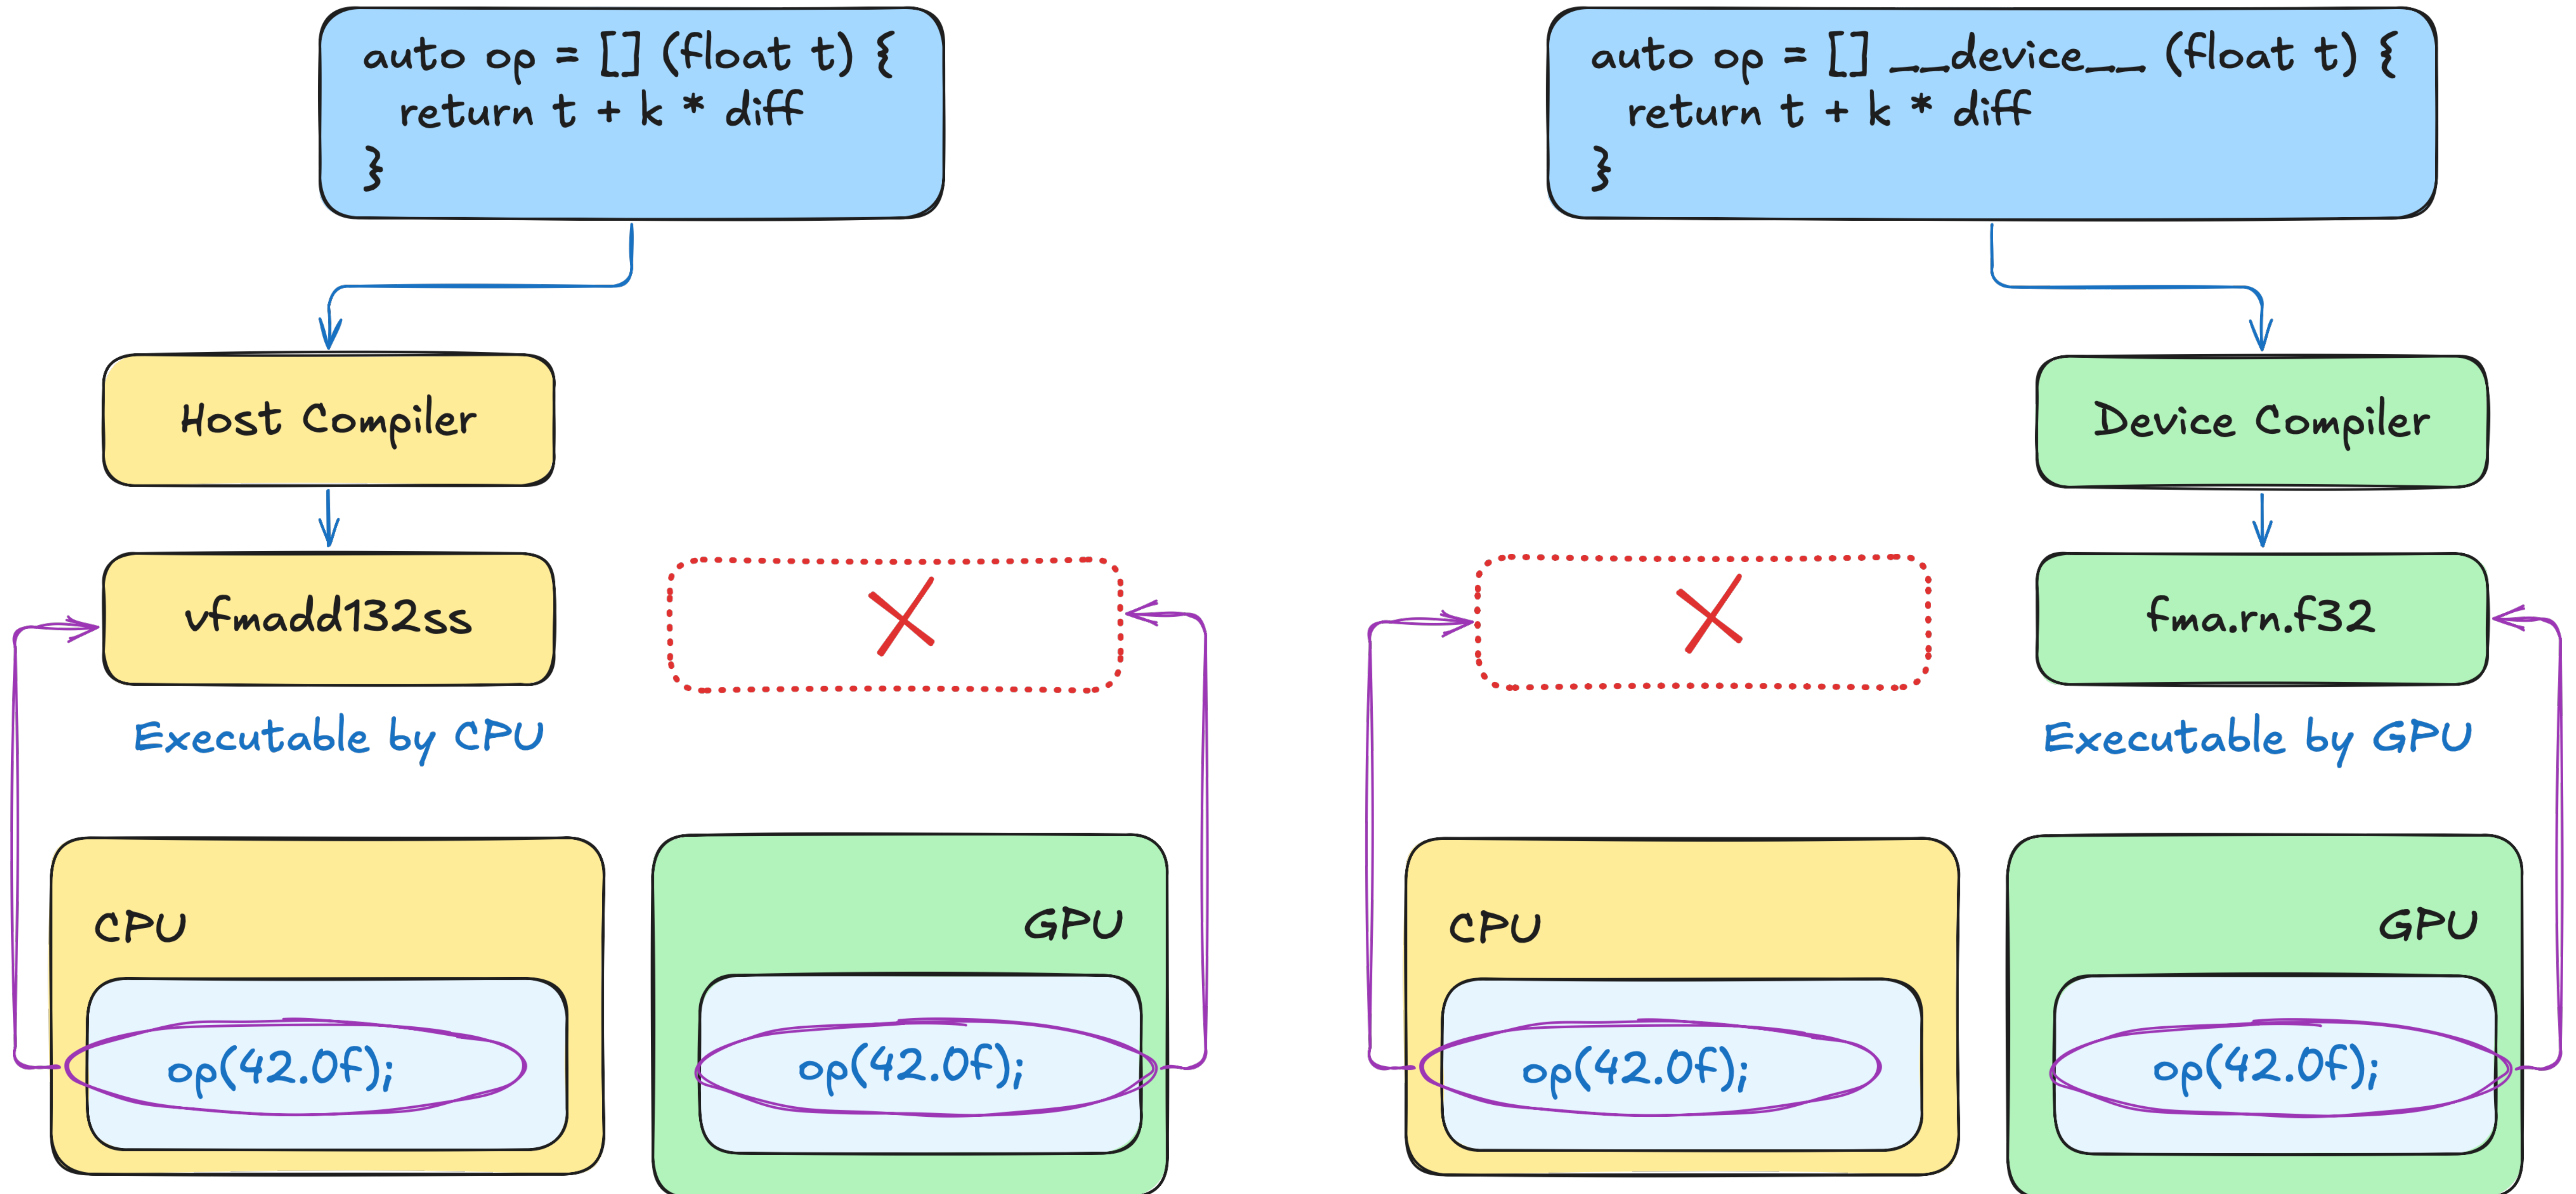 auto op = [] (float t) {
return t + k * diff
}
Host Compiler
vfmadd132ss
Executable by CPU
CPU
op(42.0f);
GPU
op(42.0f);
auto op = [] __device__ (float t) {
return t + k * diff
}
Device Compiler
fma.rn.f32
Executable by GPU
CPU
op(42.0f);
GPU
op(42.0f);